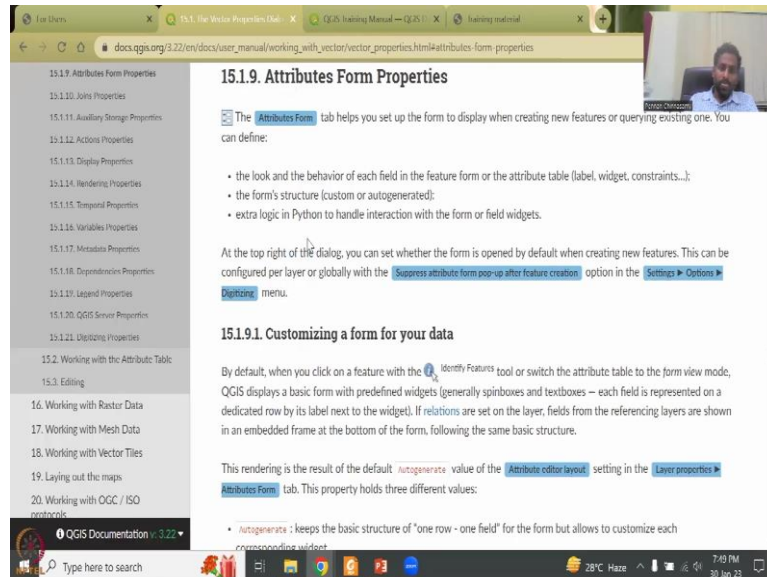 For Users
15.1. The Vector Properties Dialo
QGIS Training Manual — QGIS D
training material
docs.qgis.org/3.22/en/docs/user_manual/working_with_vector/vector_properties.html#attributes-form-properties
15.1.9. Attributes Form Properties
15.1.10. Joins Properties
15.1.11. Auxiliary Storage Properties
15.1.12. Actions Properties
15.1.13. Display Properties
15.1.14. Rendering Properties
15.1.15. Temporal Properties
15.1.16. Variables Properties
15.1.17. Metadata Properties
15.1.18. Dependencies Properties
15.1.19. Legend Properties
15.1.20. QGIS Server Properties
15.1.21. Digitizing Properties
15.2. Working with the Attribute Table
15.3. Editing
16. Working with Raster Data
17. Working with Mesh Data
18. Working with Vector Tiles
19. Laying out the maps
20. Working with OGC / ISO
protocols
QGIS Documentation v: 3.22
15.1.9. Attributes Form Properties
The Attributes Form tab helps you set up the form to display when creating new features or querying existing one. You
can define:
• the look and the behavior of each field in the feature form or the attribute table (label, widget, constraints…);
• the form's structure (custom or autogenerated):
• extra logic in Python to handle interaction with the form or field widgets.
At the top right of the dialog, you can set whether the form is opened by default when creating new features. This can be
configured per layer or globally with the Suppress attribute form pop-up after feature creation option in the Settings ► Options ►
Digitizing menu.
15.1.9.1. Customizing a form for your data
By default, when you click on a feature with the Identify Features tool or switch the attribute table to the form view mode,
QGIS displays a basic form with predefined widgets (generally spinboxes and textboxes — each field is represented on a
dedicated row by its label next to the widget). If relations are set on the layer, fields from the referencing layers are shown
in an embedded frame at the bottom of the form, following the same basic structure.
This rendering is the result of the default Autogenerate value of the Attribute editor layout setting in the Layer properties ►
Attributes Form tab. This property holds three different values:
• Autogenerate : keeps the basic structure of "one row - one field" for the form but allows to customize each
corresponding widget.
Pennan Chinnasamy
NPTEL
Type here to search
28°C Haze
7:49 PM
30 Jan 23